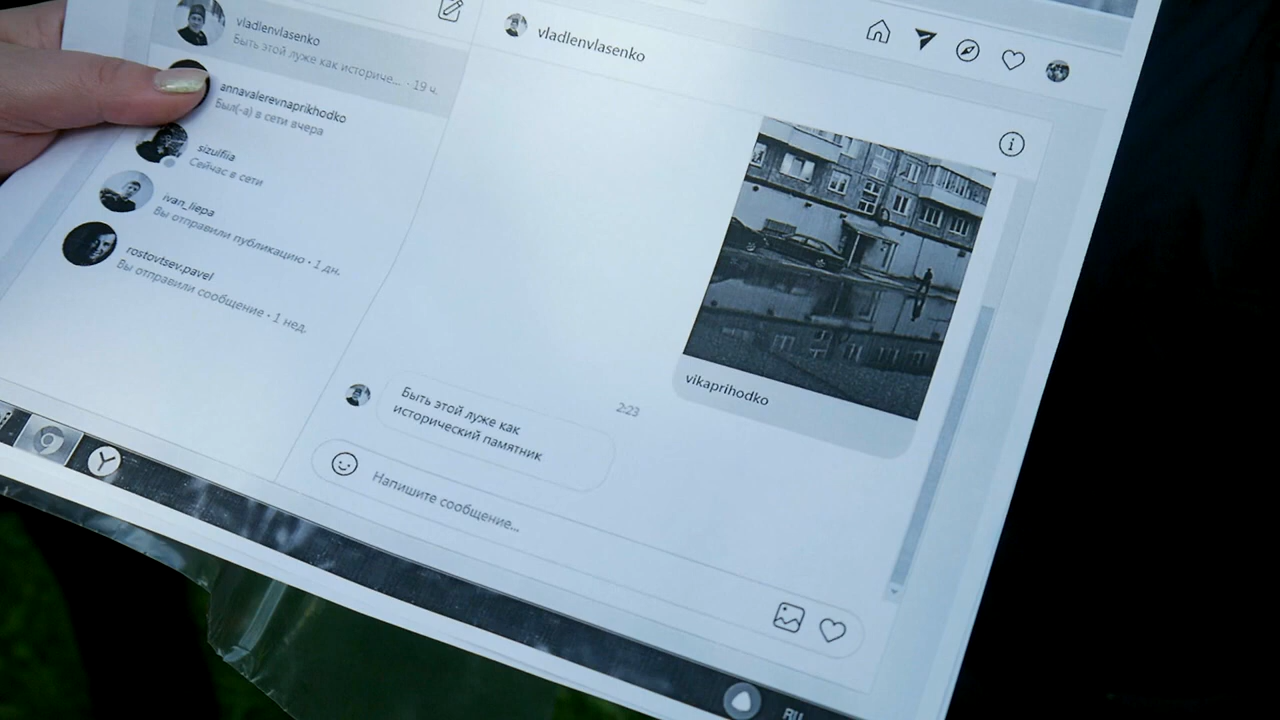 vladlenvlasenko
Быть этой луже как историче... · 19 ч.
annavalerevnaprikhodko
Был(-а) в сети вчера
sizulfiia
Сейчас в сети
ivan_liepa
Вы отправили публикацию · 1 дн.
rostovtsev.pavel
Вы отправили сообщение · 1 нед.
vladlenvlasenko
vikaprihodko
2:23
Быть этой луже как
исторический памятник
Напишите сообщение...
RU